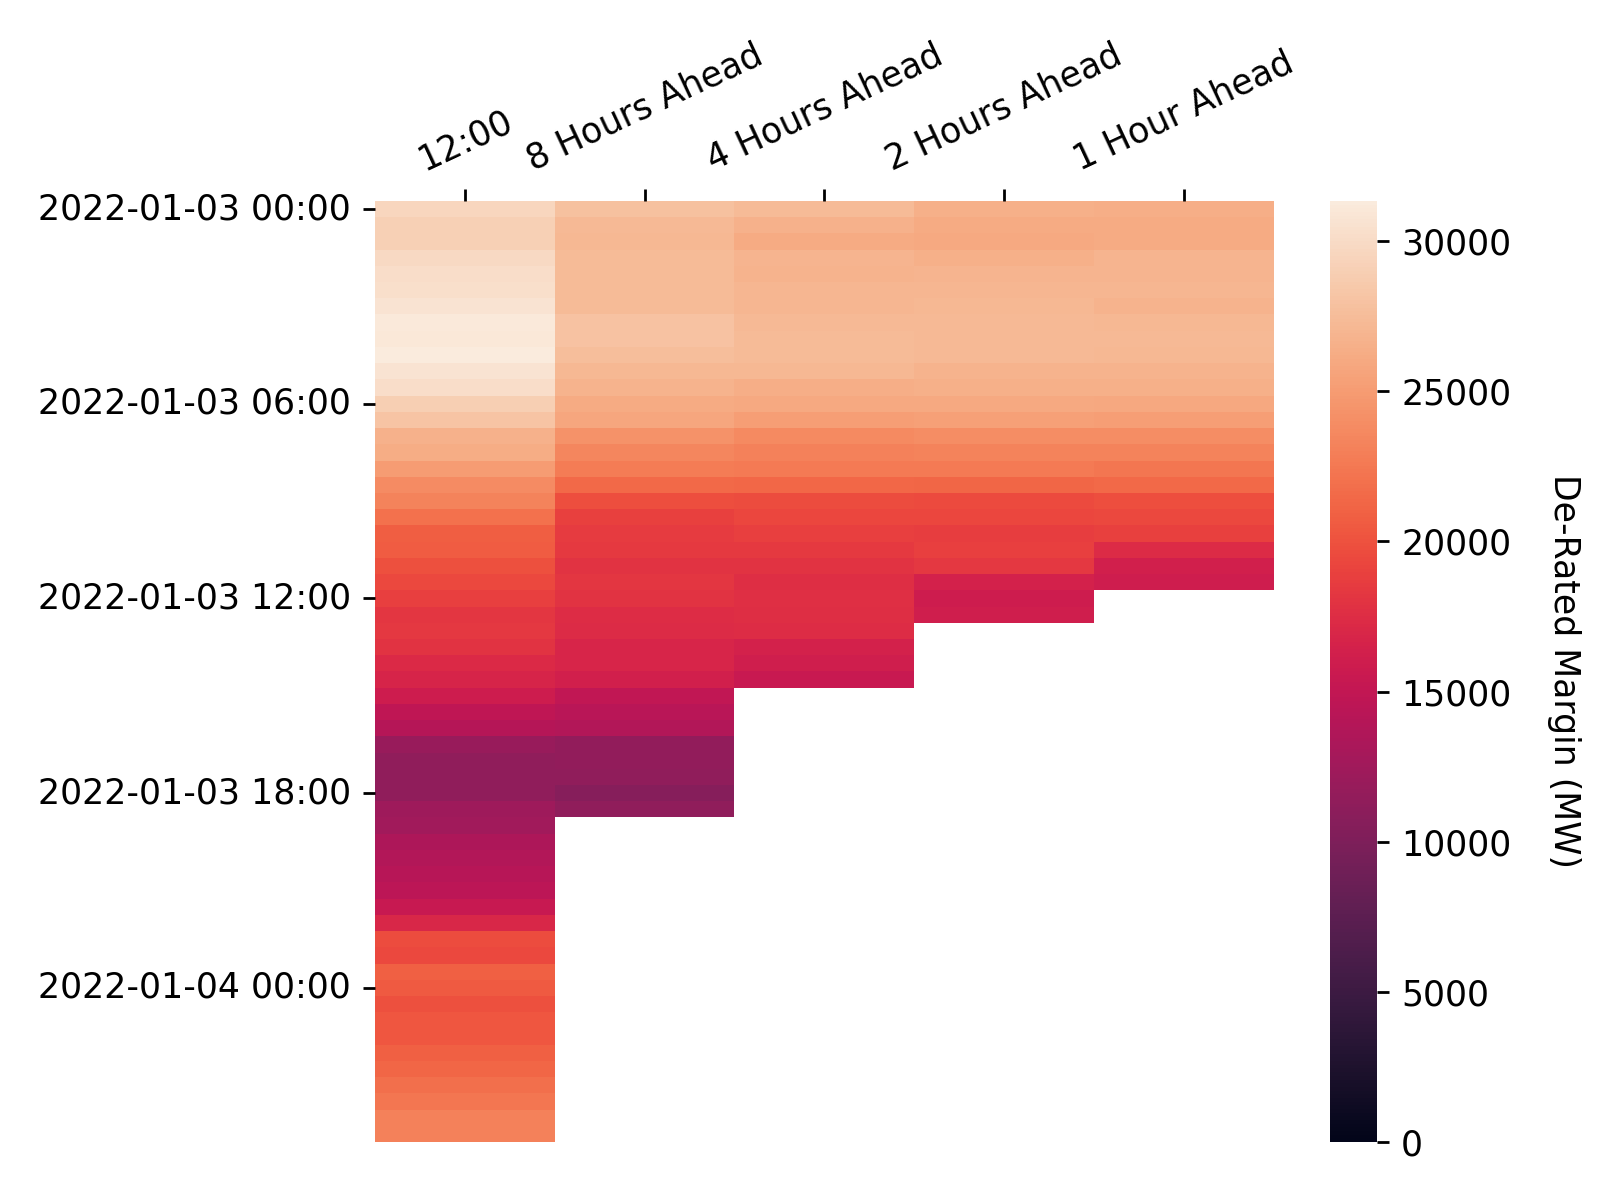 12:00
8 Hours Ahead
4 Hours Ahead
2 Hours Ahead
1 Hour Ahead
2022-01-03 00:00
2022-01-03 06:00
2022-01-03 12:00
2022-01-03 18:00
2022-01-04 00:00
30000
25000
20000
15000
10000
5000
0
De-Rated Margin (MW)